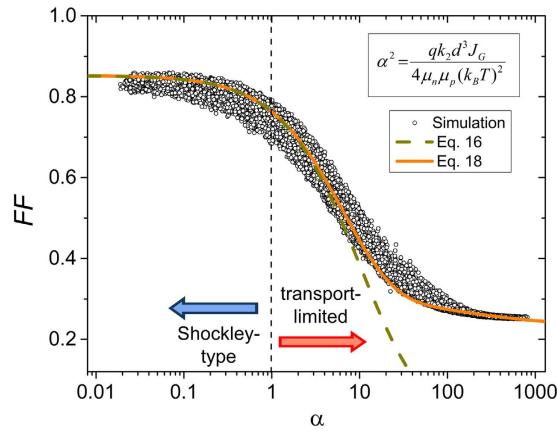 FF
1.0
0.8
0.6
0.4
0.2
α² = qk₂d³J_G / 4μₙμₚ(k_BT)²
Simulation
Eq. 16
Eq. 18
Shockley-
type
transport-
limited
0.01
0.1
1
10
100
1000
α